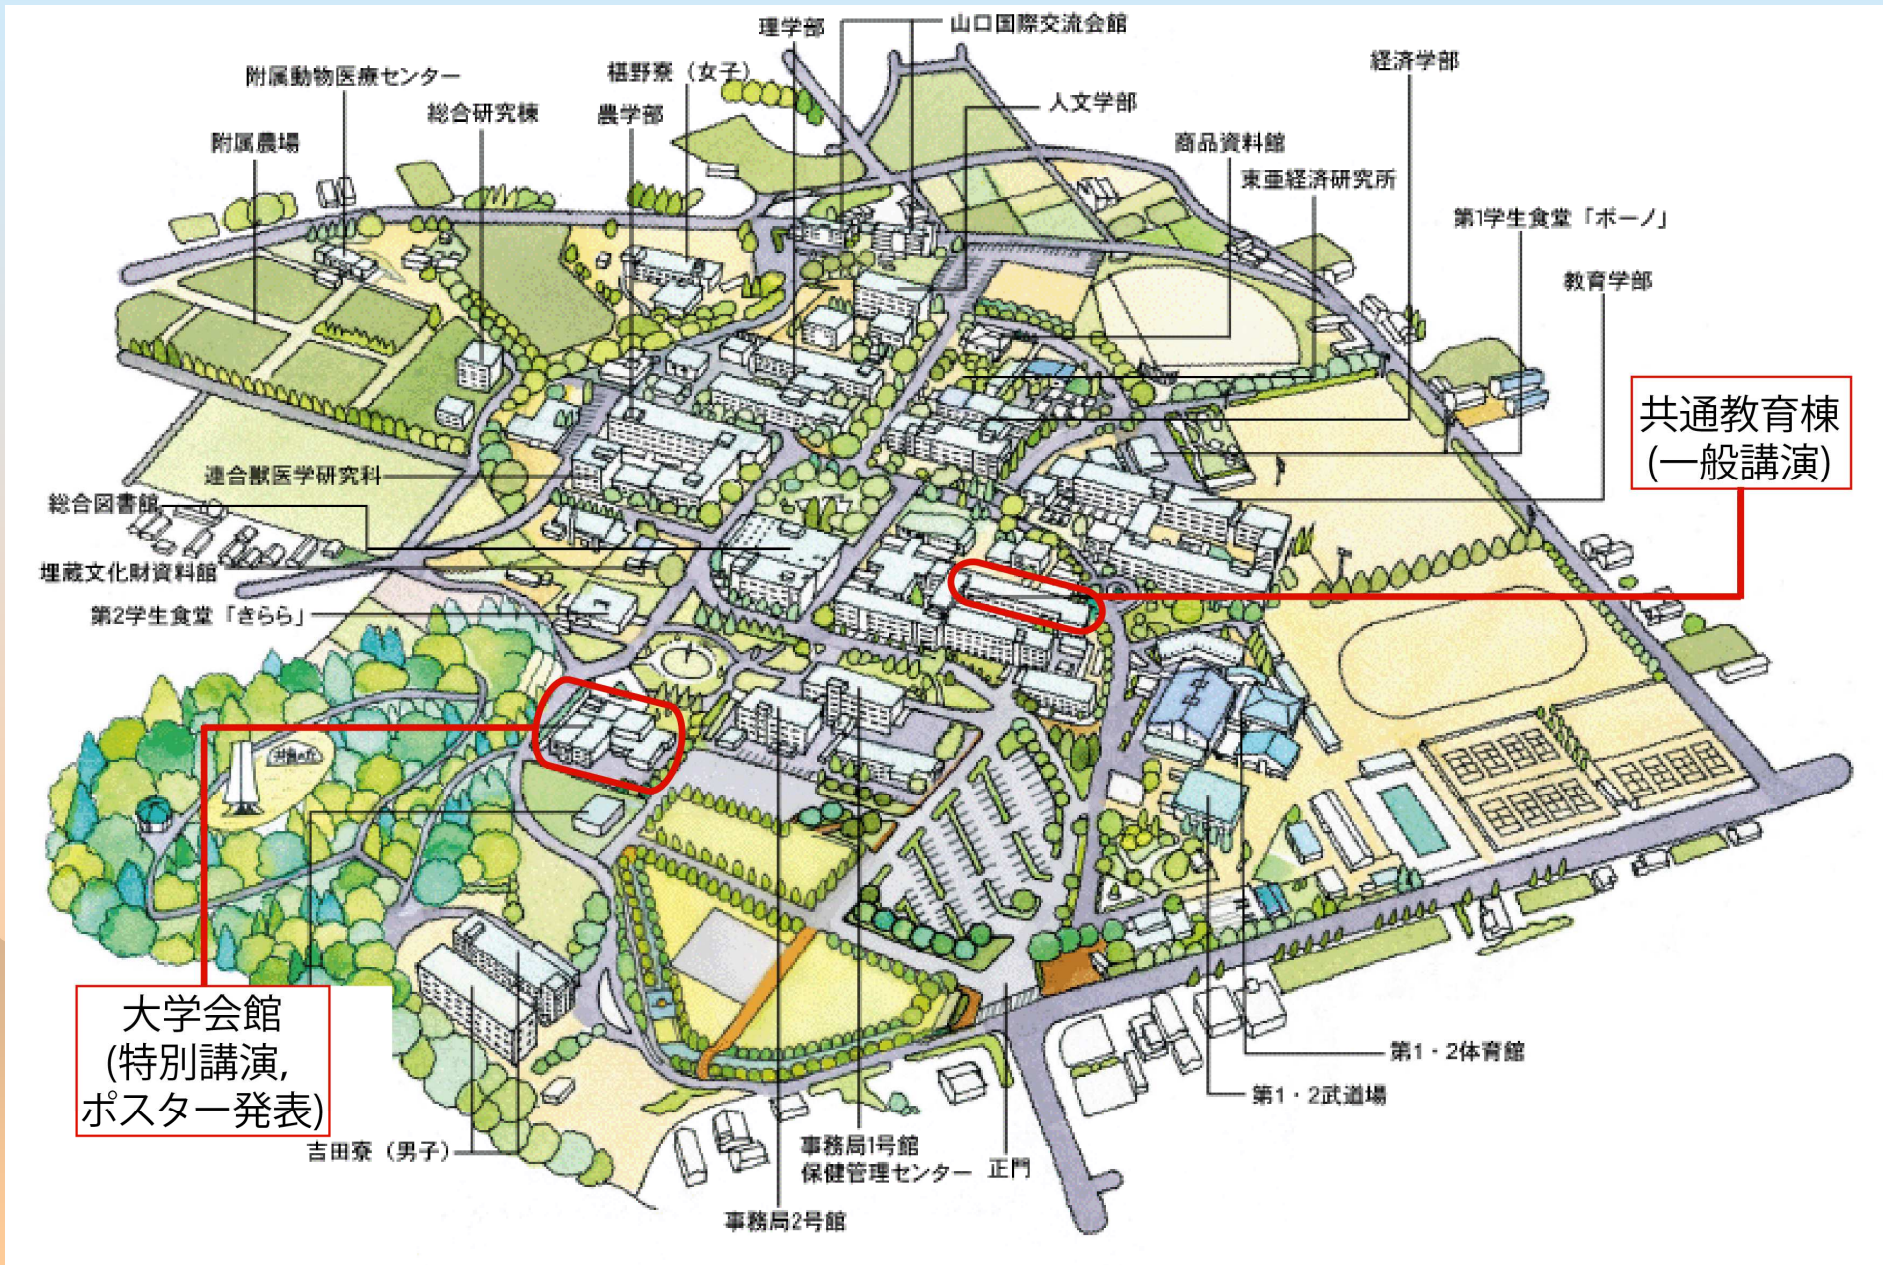 理学部
山口国際交流会館
附属動物医療センター
椹野寮（女子）
経済学部
総合研究棟
農学部
人文学部
附属農場
商品資料館
東亜経済研究所
第1学生食堂「ボーノ」
教育学部
共通教育棟
(一般講演)
連合獣医学研究科
総合図書館
埋蔵文化財資料館
第2学生食堂「きらら」
共育の丘
大学会館
(特別講演,
ポスター発表)
第1・2体育館
第1・2武道場
吉田寮（男子）
事務局1号館
保健管理センター
正門
事務局2号館